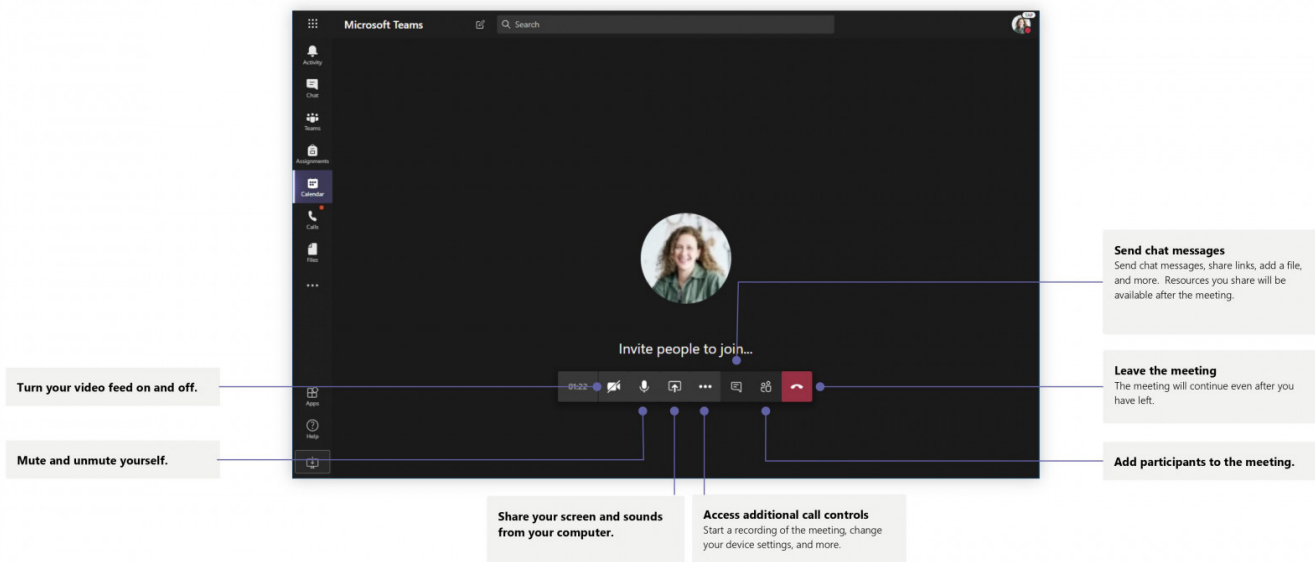 Microsoft Teams
Search
Activity
Chat
Teams
Assignments
Calendar
Calls
Files
Invite people to join...
01:22
Apps
Help
Send chat messages
Send chat messages, share links, add a file,
and more. Resources you share will be
available after the meeting.
Turn your video feed on and off.
Leave the meeting
The meeting will continue even after you
have left.
Mute and unmute yourself.
Add participants to the meeting.
Share your screen and sounds
from your computer.
Access additional call controls
Start a recording of the meeting, change
your device settings, and more.